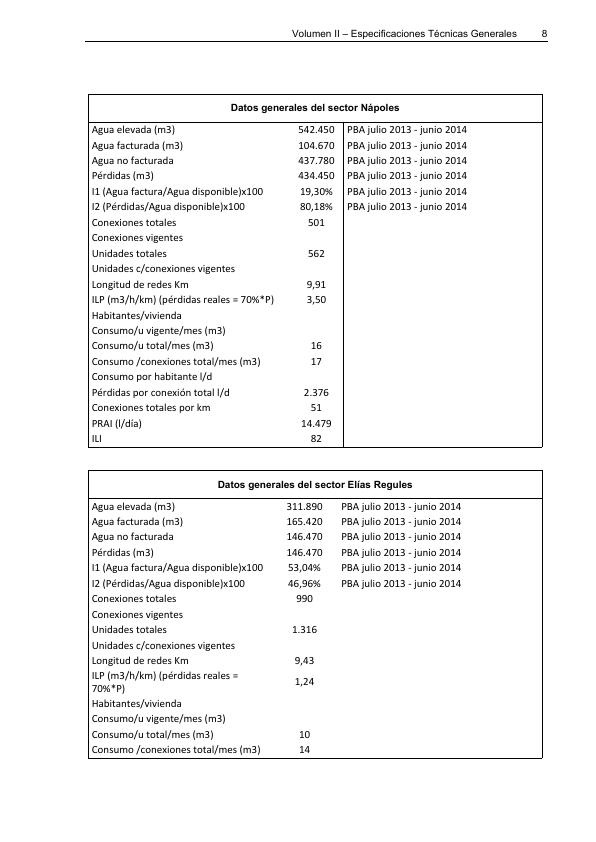 Volumen II – Especificaciones Técnicas Generales 8
Datos generales del sector Nápoles
Agua elevada (m3) 542.450 PBA julio 2013 - junio 2014
Agua facturada (m3) 104.670 PBA julio 2013 - junio 2014
Agua no facturada 437.780 PBA julio 2013 - junio 2014
Pérdidas (m3) 434.450 PBA julio 2013 - junio 2014
I1 (Agua factura/Agua disponible)x100 19,30% PBA julio 2013 - junio 2014
I2 (Pérdidas/Agua disponible)x100 80,18% PBA julio 2013 - junio 2014
Conexiones totales 501
Conexiones vigentes
Unidades totales 562
Unidades c/conexiones vigentes
Longitud de redes Km 9,91
ILP (m3/h/km) (pérdidas reales = 70%*P) 3,50
Habitantes/vivienda
Consumo/u vigente/mes (m3)
Consumo/u total/mes (m3) 16
Consumo /conexiones total/mes (m3) 17
Consumo por habitante l/d
Pérdidas por conexión total l/d 2.376
Conexiones totales por km 51
PRAI (l/día) 14.479
ILI 82
Datos generales del sector Elías Regules
Agua elevada (m3) 311.890 PBA julio 2013 - junio 2014
Agua facturada (m3) 165.420 PBA julio 2013 - junio 2014
Agua no facturada 146.470 PBA julio 2013 - junio 2014
Pérdidas (m3) 146.470 PBA julio 2013 - junio 2014
I1 (Agua factura/Agua disponible)x100 53,04% PBA julio 2013 - junio 2014
I2 (Pérdidas/Agua disponible)x100 46,96% PBA julio 2013 - junio 2014
Conexiones totales 990
Conexiones vigentes
Unidades totales 1.316
Unidades c/conexiones vigentes
Longitud de redes Km 9,43
ILP (m3/h/km) (pérdidas reales =
70%*P) 1,24
Habitantes/vivienda
Consumo/u vigente/mes (m3)
Consumo/u total/mes (m3) 10
Consumo /conexiones total/mes (m3) 14